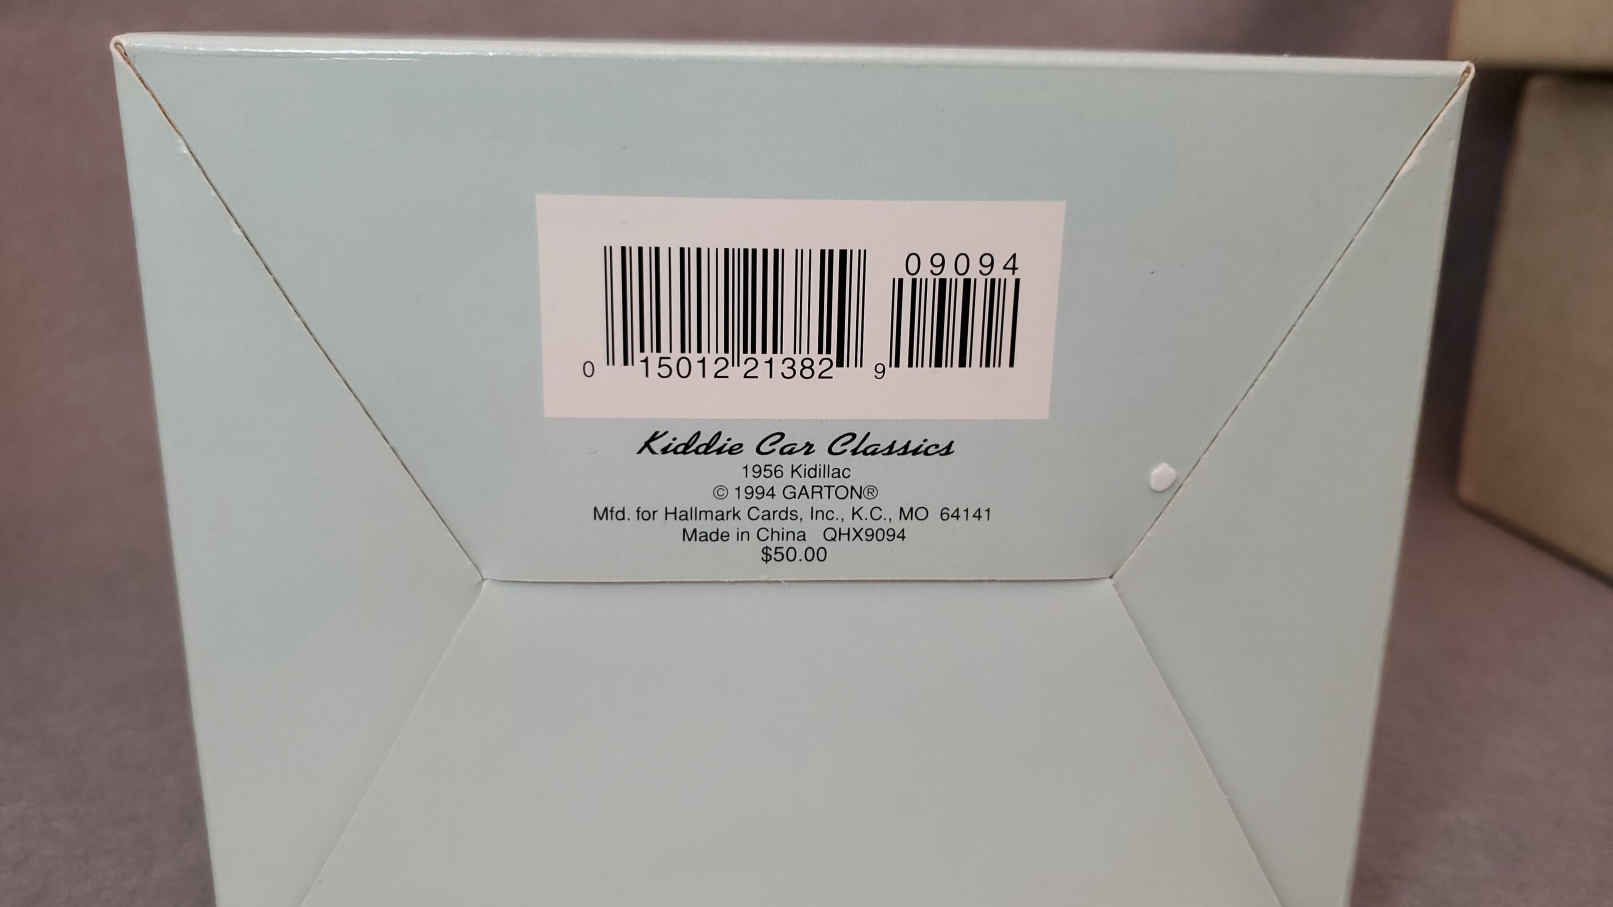 09094
0 15012 21382 9
Kiddie Car Classics
1956 Kidillac
© 1994 GARTON®
Mfd. for Hallmark Cards, Inc., K.C., MO 64141
Made in China QHX9094
$50.00